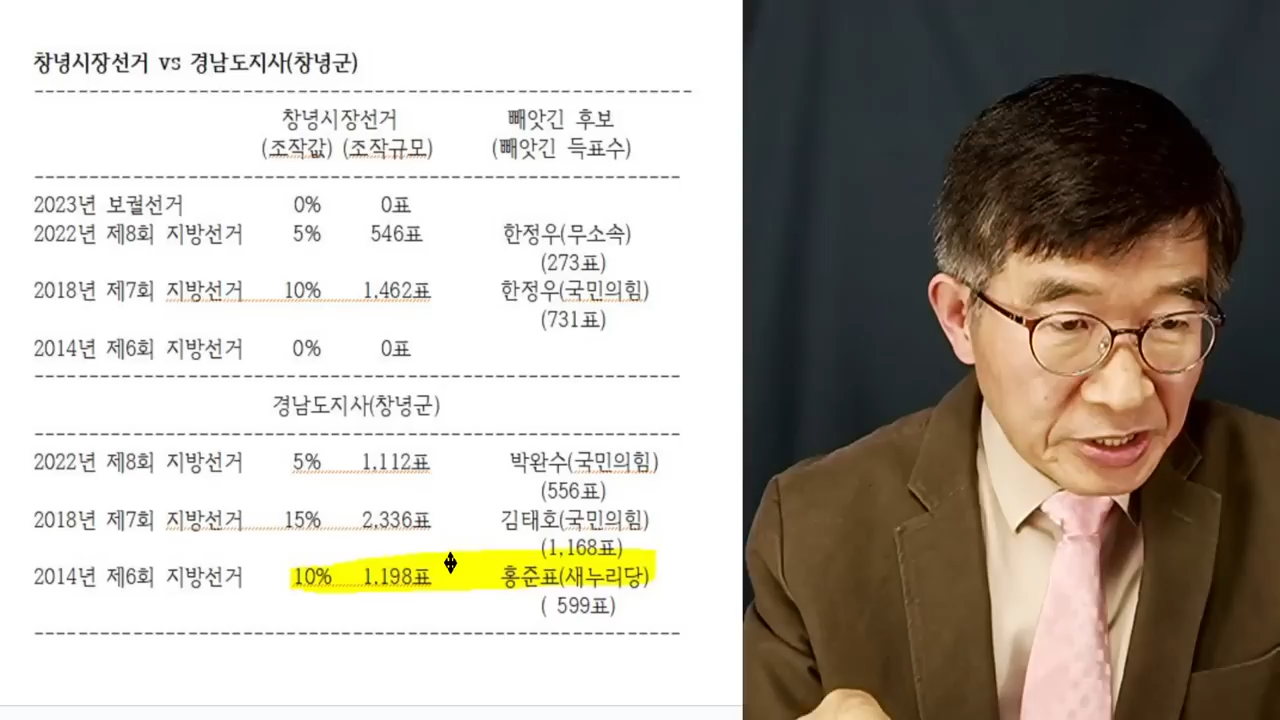 창녕시장선거 vs 경남도지사(창녕군)
창녕시장선거 빼앗긴 후보
(조작값) (조작규모) (빼앗긴 득표수)
2023년 보궐선거 0% 0표
2022년 제8회 지방선거 5% 546표 한정우(무소속)
(273표)
2018년 제7회 지방선거 10% 1,462표 한정우(국민의힘)
(731표)
2014년 제6회 지방선거 0% 0표
경남도지사(창녕군)
2022년 제8회 지방선거 5% 1,112표 박완수(국민의힘)
(556표)
2018년 제7회 지방선거 15% 2,336표 김태호(국민의힘)
(1,168표)
2014년 제6회 지방선거 10% 1,198표 홍준표(새누리당)
( 599표)